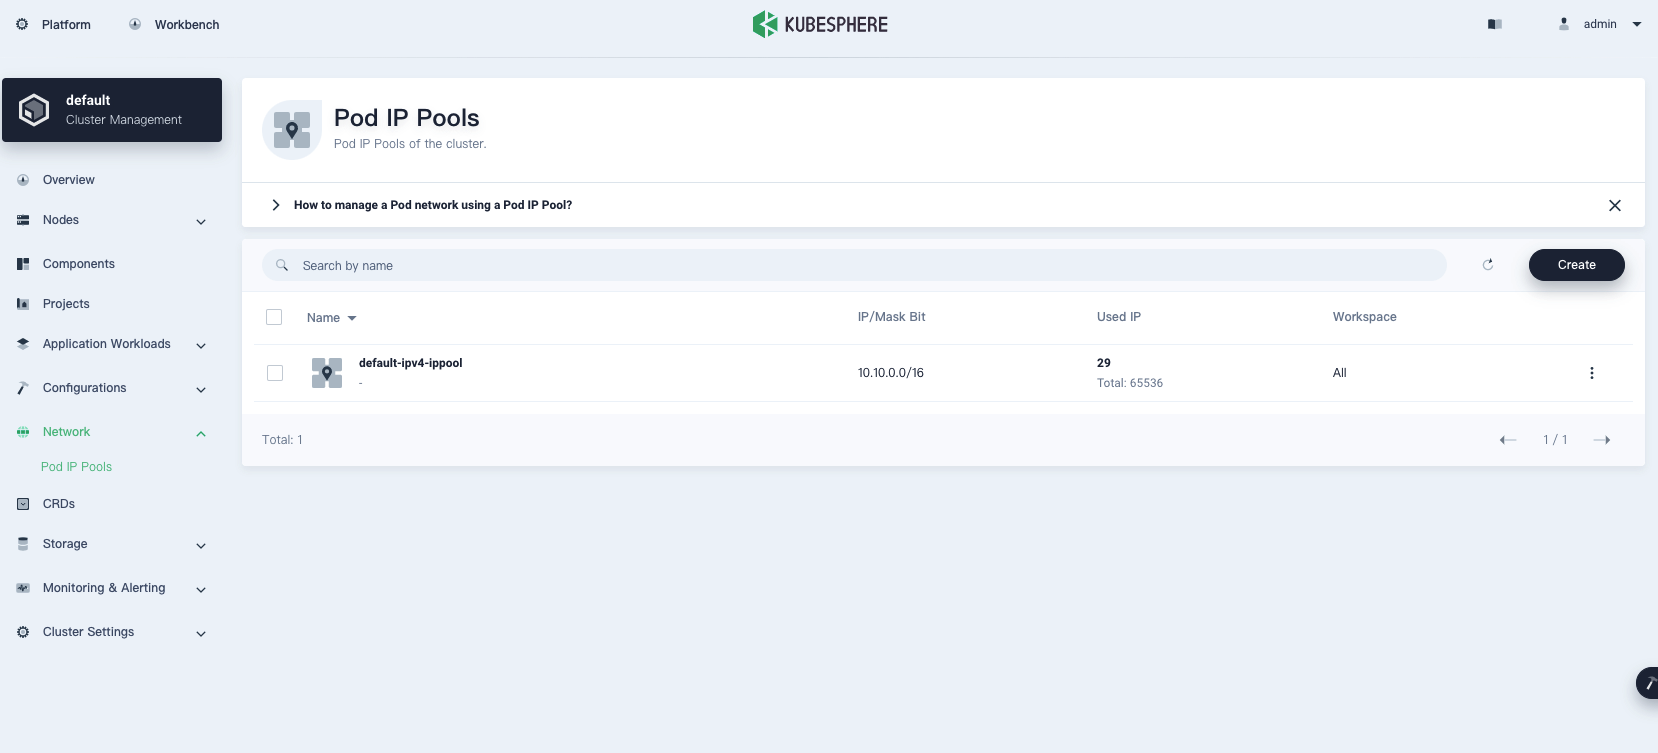 Platform
Workbench
KUBESPHERE
admin
default
Cluster Management
Overview
Nodes
Components
Projects
Application Workloads
Configurations
Network
Pod IP Pools
CRDs
Storage
Monitoring & Alerting
Cluster Settings
Pod IP Pools
Pod IP Pools of the cluster.
How to manage a Pod network using a Pod IP Pool?
Search by name
Create
Name IP/Mask Bit Used IP Workspace
default-ipv4-ippool 10.10.0.0/16 29 All
- Total: 65536
Total: 1
1 / 1